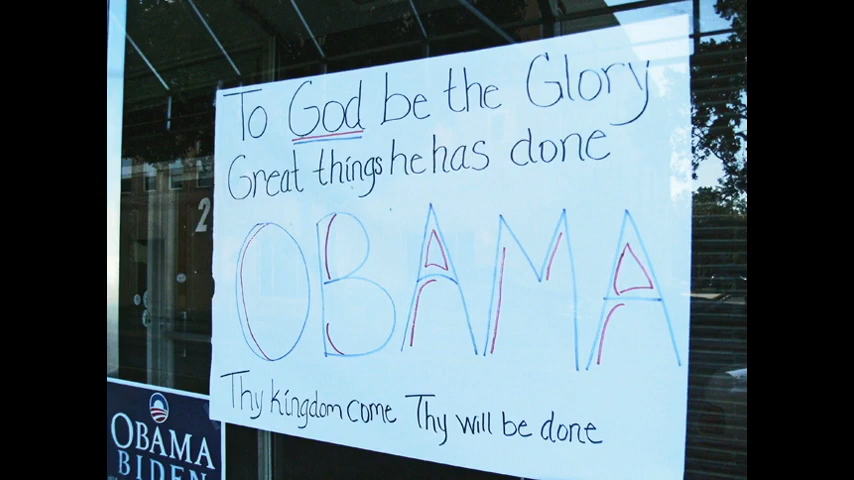 To God be the Glory
Great things he has done
OBAMA
Thy kingdom come Thy will be done
2
OBAMA
BIDEN